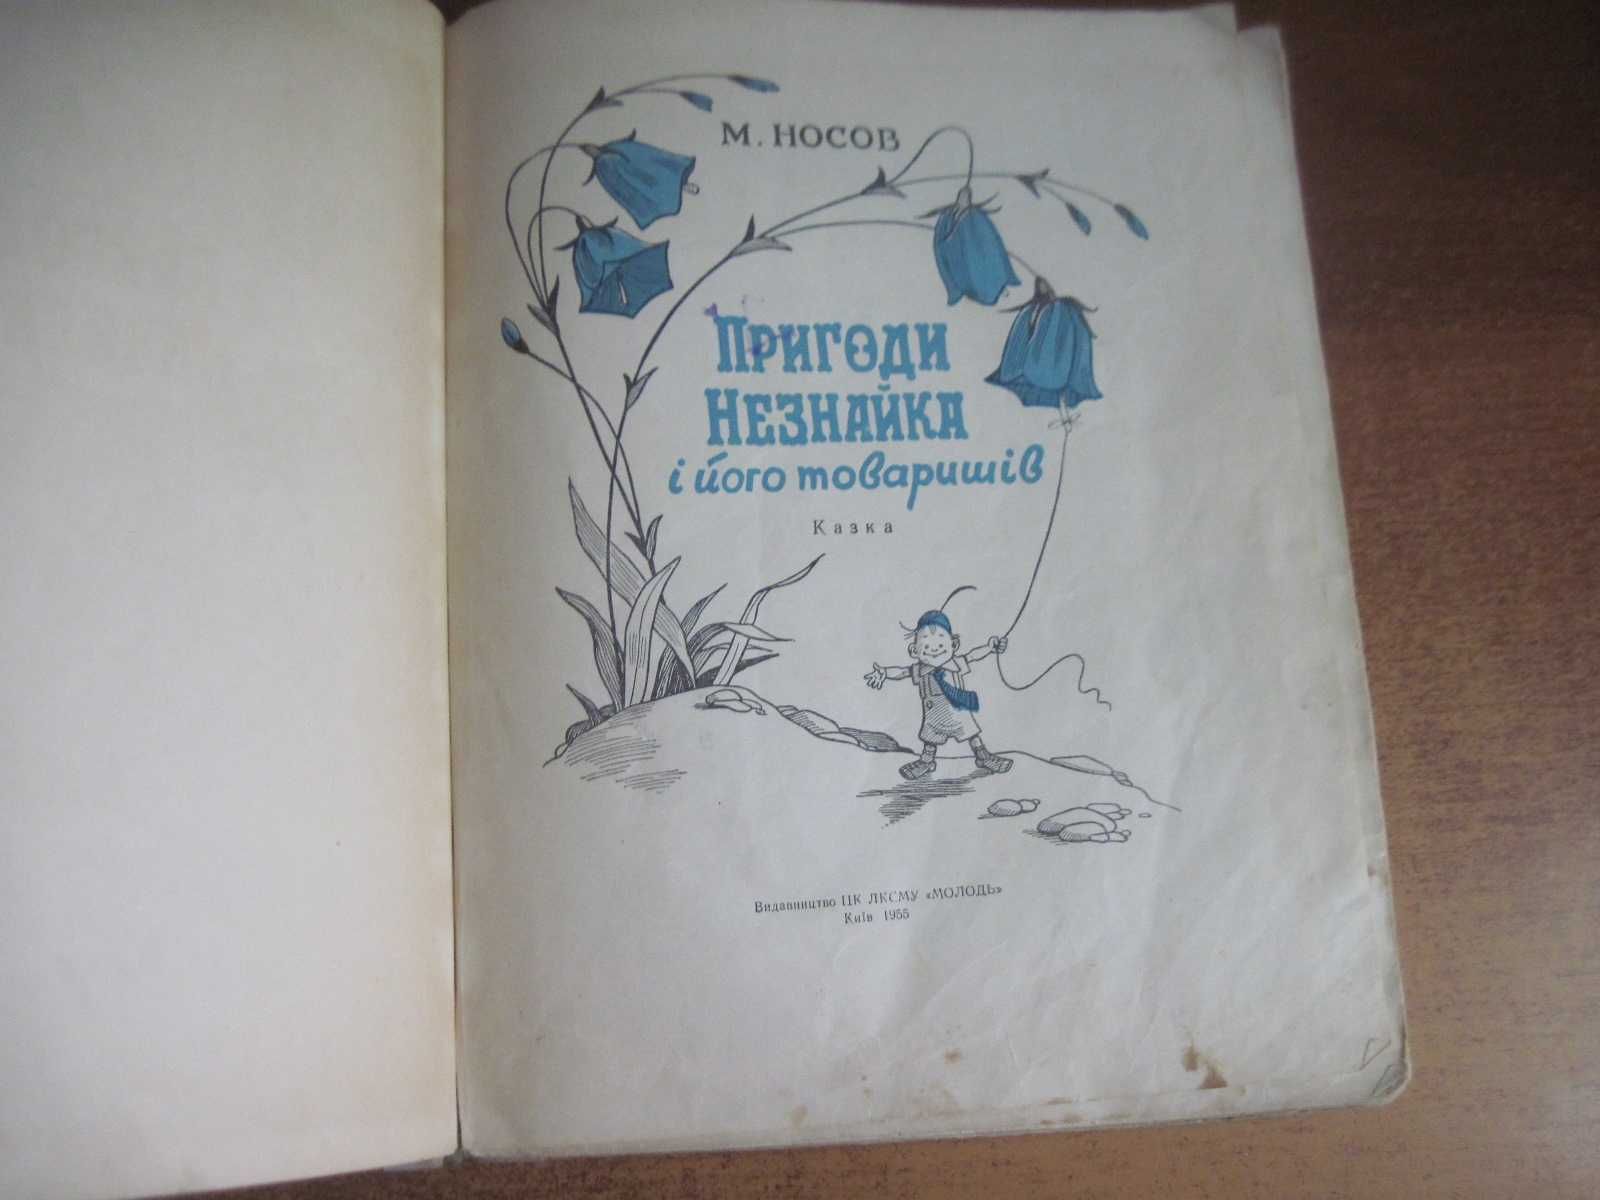 М. НОСОВ
ПРИГОДИ
НЕЗНАЙКА
і його товаришів
Казка
Видавництво ЦК ЛКСМУ «МОЛОДЬ»
Київ 1955